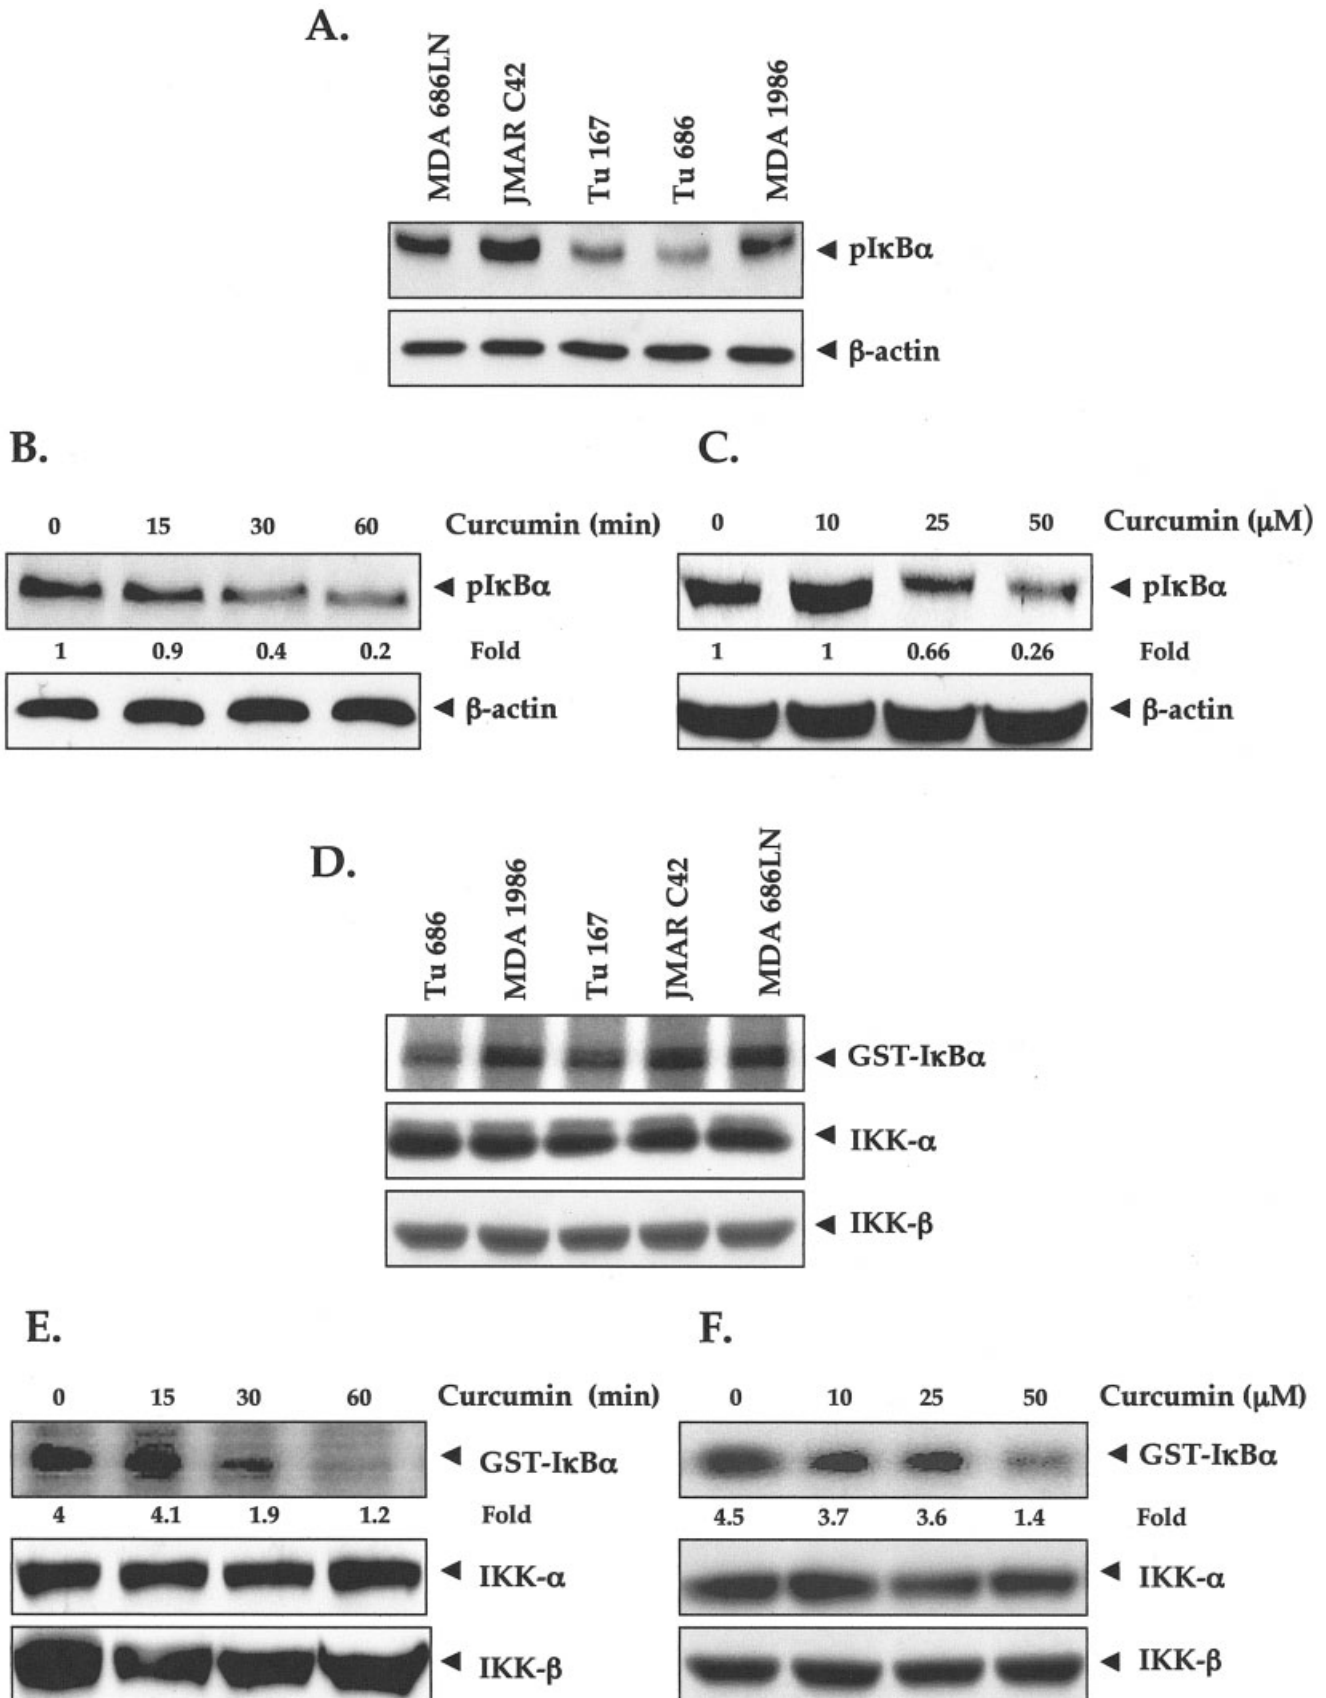 A.
MDA 686LN
JMAR C42
Tu 167
Tu 686
MDA 1986
pIκBα
β-actin
B.
0 15 30 60 Curcumin (min)
pIκBα
1 0.9 0.4 0.2 Fold
β-actin
C.
0 10 25 50 Curcumin (μM)
pIκBα
1 1 0.66 0.26 Fold
β-actin
D.
Tu 686
MDA 1986
Tu 167
JMAR C42
MDA 686LN
GST-IκBα
IKK-α
IKK-β
E.
0 15 30 60 Curcumin (min)
GST-IκBα
4 4.1 1.9 1.2 Fold
IKK-α
IKK-β
F.
0 10 25 50 Curcumin (μM)
GST-IκBα
4.5 3.7 3.6 1.4 Fold
IKK-α
IKK-β